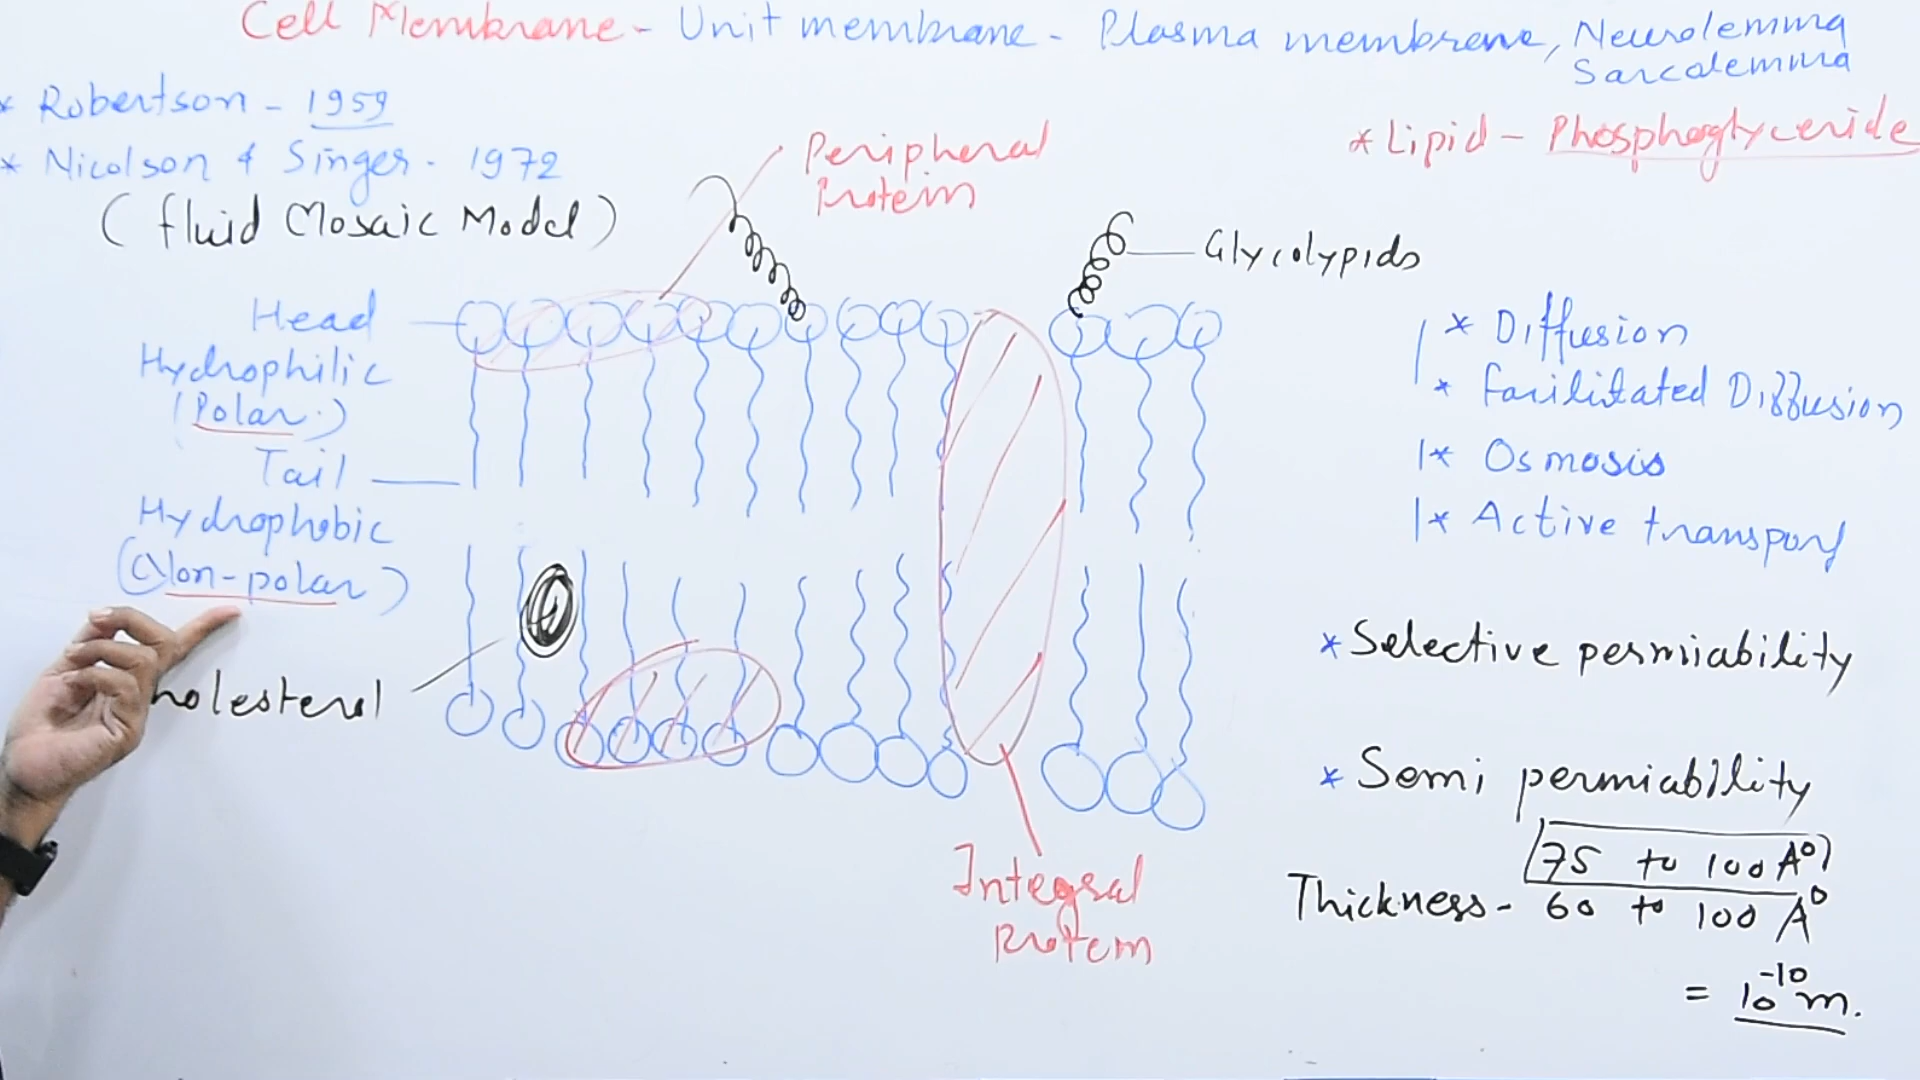 Cell Membrane - Unit membrane - Plasma membrane, Neurolemma
Sarcolemma
* Robertson - 1959
* Nicolson & Singer - 1972
(fluid Mosaic Model)
Peripheral
Protein
* Lipid - Phosphoglyceride
Glycolypids
Head
Hydrophilic
(Polar)
Tail
Hydrophobic
(Non-polar)
holesterol
* Diffusion
* Facilitated Diffusion
* Osmosis
* Active transport
* Selective permiability
* Semi permiability
75 to 100 A°
Thickness - 60 to 100 A°
= 10⁻¹⁰ m.
Integral
Protein